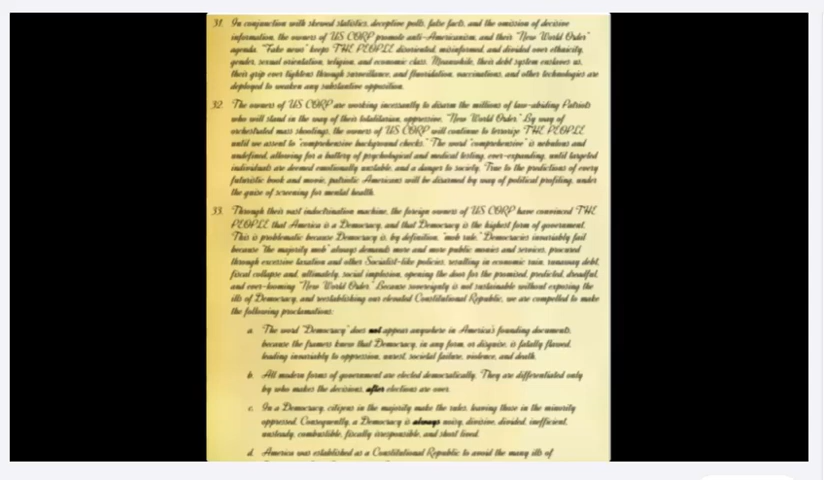 31. In conjunction with skewed statistics, deceptive polls, false facts, and the omission of decisive
information, the owners of US CORP promote anti-Americanism, and their "New World Order"
agenda. "Fake news" keeps THE PEOPLE disoriented, misinformed, and divided over ethnicity,
gender, sexual orientation, religion, and economic class. Meanwhile, their debt system enslaves us,
their grip over tightens through surveillance, and fluoridation, vaccinations, and other technologies are
deployed to weaken any substantive opposition.
32. The owners of US CORP are working incessantly to disarm the millions of law-abiding Patriots
who will stand in the way of their totalitarian, oppressive, "New World Order." By way of
orchestrated mass shootings, the owners of US CORP will continue to terrorize THE PEOPLE
until we assent to "comprehensive background checks." The word "comprehensive" is nebulous and
undefined, allowing for a battery of psychological and medical testing, ever-expanding, until targeted
individuals are deemed emotionally unstable, and a danger to society. True to the predictions of every
futuristic book and movie, patriotic Americans will be disarmed by way of political profiling, under
the guise of screening for mental health.
33. Through their vast indoctrination machine, the foreign owners of US CORP have convinced THE
PEOPLE that America is a Democracy, and that Democracy is the highest form of government.
This is problematic because Democracy is, by definition, "mob rule." Democracies invariably fail
because "the majority mob" always demands more and more public monies and services, procured
through excessive taxation and other Socialist-like policies, resulting in economic ruin, runaway debt,
fiscal collapse and, ultimately, social implosion, opening the door for the promised, predicted, dreadful,
and ever-looming "New World Order." Because sovereignty is not sustainable without exposing the
ills of Democracy, and reestablishing our elevated Constitutional Republic, we are compelled to make
the following proclamations:
a. The word "Democracy" does not appear anywhere in America's founding documents,
because the framers knew that Democracy, in any form, or disguise, is fatally flawed,
leading invariably to oppression, unrest, societal failure, violence, and death.
b. All modern forms of government are elected democratically. They are differentiated only
by who makes the decisions, after elections are over.
c. In a Democracy, citizens in the majority make the rules, leaving those in the minority
oppressed. Consequently, a Democracy is always noisy, divisive, divided, inefficient,
unsteady, combustible, fiscally irresponsible, and short lived.
d. America was established as a Constitutional Republic to avoid the many ills of